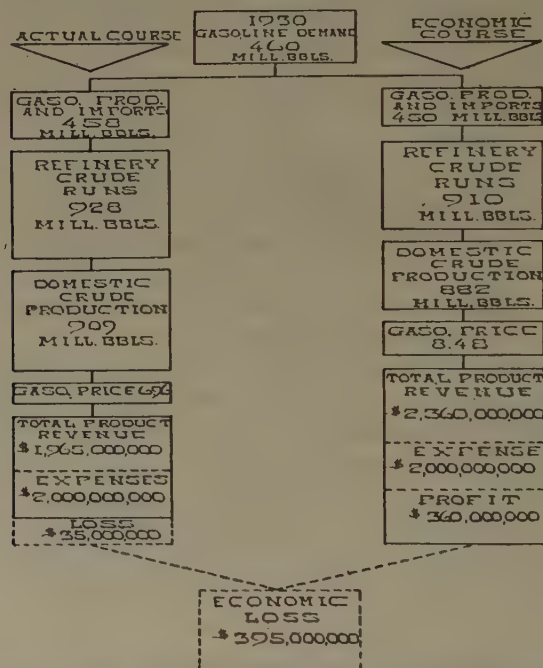 1930
GASOLINE DEMAND
460
MILL. BBLS.
ACTUAL COURSE
GASO. PROD.
AND IMPORTS
458
MILL. BBLS.
REFINERY
CRUDE
RUNS
928
MILL. BBLS.
DOMESTIC
CRUDE
PRODUCTION
909
MILL. BBLS.
GASO. PRICE 6.96
TOTAL PRODUCT
REVENUE
$1,965,000,000
EXPENSES
$2,000,000,000
LOSS
$35,000,000
ECONOMIC
COURSE
GASO. PROD.
AND IMPORTS
450 MILL. BBLS
REFINERY
CRUDE
RUNS
910
MILL. BBLS.
DOMESTIC
CRUDE
PRODUCTION
882
MILL. BBLS.
GASO. PRICE
8.48
TOTAL PRODUCT
REVENUE
$2,360,000,000
EXPENSE
$2,000,000,000
PROFIT
$360,000,000
ECONOMIC
LOSS
$395,000,000